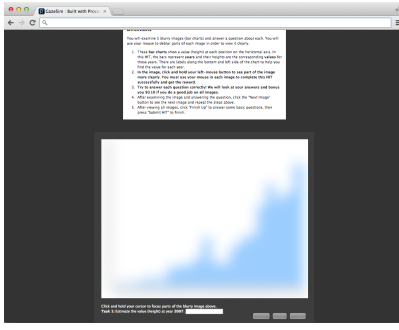 GazeSim : Built with Proce
You will examine 5 blurry images (bar charts) and answer a question about each. You will
use your mouse to deblur parts of each image in order to view it clearly.
1. These bar charts show a value (height) at each position on the horizontal axis. In
this HIT, the bars represent years and their heights are the corresponding values for
those years. There are labels along the bottom and left side of the chart to help you
find the value for each year.
2. In the image, click and hold your left-mouse button to see part of the image
more clearly. You must use your mouse in each image to complete this HIT
successfully and get the reward.
3. Try to answer each question correctly! We will look at your answers and bonus
you $0.10 if you do a good job on all images.
4. After examining the image and answering the question, click the "Next Image"
button to see the next image and repeat the steps above.
5. After viewing all images, click "Finish Up" to answer some basic questions, then
press "Submit HIT" to finish.
Click and hold your cursor to focus parts of the blurry image above.
Task 1: Estimate the value (height) at year 2007